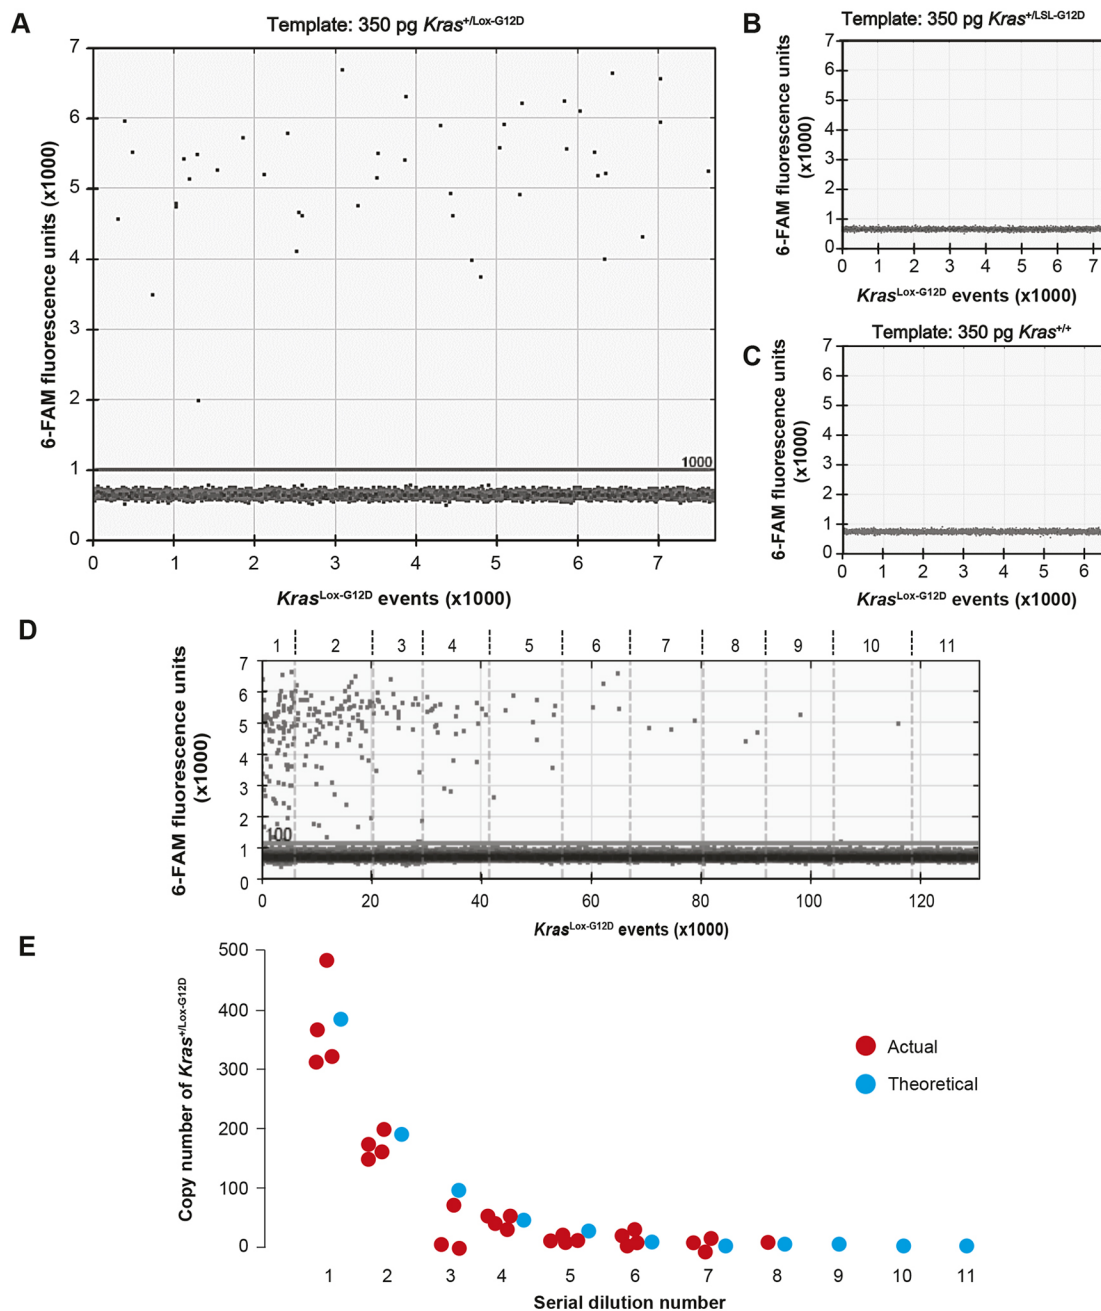 A
Template: 350 pg Kras+/Lox-G12D
7
6
5
4
3
2
1
0
6-FAM fluorescence units (x1000)
1000
0 1 2 3 4 5 6 7
KrasLox-G12D events (x1000)
B
Template: 350 pg Kras+/LSL-G12D
7
6
5
4
3
2
1
0
6-FAM fluorescence units
(x1000)
0 1 2 3 4 5 6 7
KrasLox-G12D events (x1000)
C
Template: 350 pg Kras+/+
7
6
5
4
3
2
1
0
6-FAM fluorescence units
(x1000)
0 1 2 3 4 5 6
KrasLox-G12D events (x1000)
D
1 2 3 4 5 6 7 8 9 10 11
7
6
5
4
3
2
1
0
6-FAM fluorescence units
(x1000)
100
0 20 40 60 80 100 120
KrasLox-G12D events (x1000)
E
500
400
300
200
100
0
Copy number of Kras+/Lox-G12D
Actual
Theoretical
1 2 3 4 5 6 7 8 9 10 11
Serial dilution number